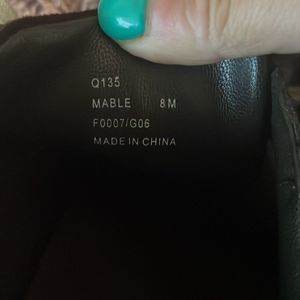 Q135
MABLE 8M
F0007/G06
MADE IN CHINA